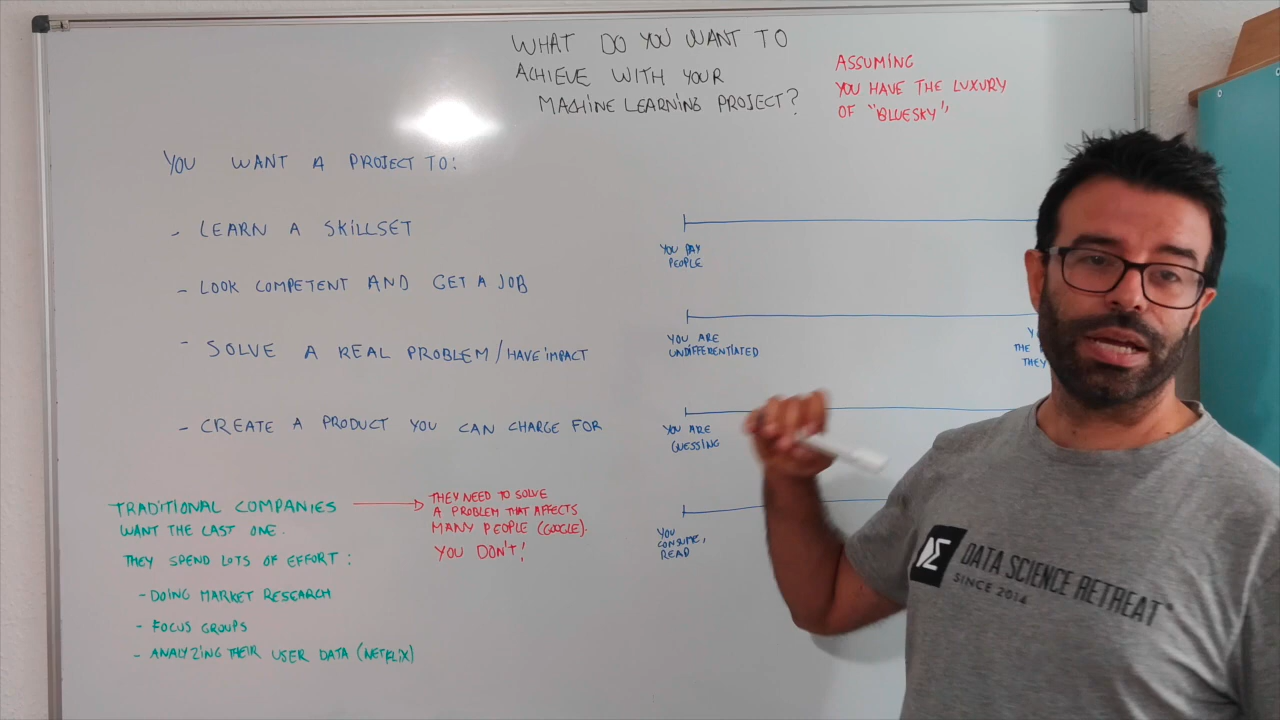 WHAT DO YOU WANT TO
ACHIEVE WITH YOUR
MACHINE LEARNING PROJECT?
ASSUMING
YOU HAVE THE LUXURY
OF "BLUESKY"
YOU WANT A PROJECT TO:
- LEARN A SKILLSET
- LOOK COMPETENT AND GET A JOB
- SOLVE A REAL PROBLEM/HAVE IMPACT
- CREATE A PRODUCT YOU CAN CHARGE FOR
TRADITIONAL COMPANIES
WANT THE LAST ONE.
THEY SPEND LOTS OF EFFORT:
- DOING MARKET RESEARCH
- FOCUS GROUPS
- ANALYZING THEIR USER DATA (NETFLIX)
THEY NEED TO SOLVE
A PROBLEM THAT AFFECTS
MANY PEOPLE (GOOGLE).
YOU DON'T!
YOU PAY
PEOPLE
YOU ARE
UNDIFFERENTIATED
THE
THEY
YOU ARE
GUESSING
YOU
CONSUME,
READ
DATA SCIENCE RETREAT
SINCE 2014